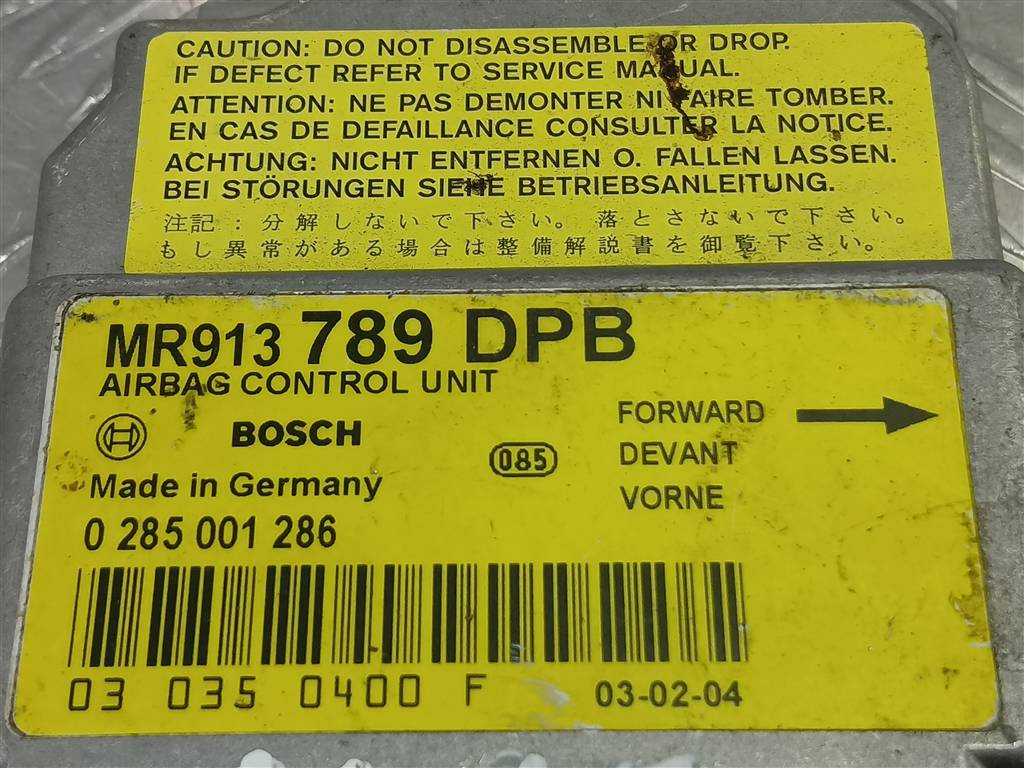 CAUTION: DO NOT DISASSEMBLE OR DROP.
IF DEFECT REFER TO SERVICE MANUAL.
ATTENTION: NE PAS DEMONTER NI FAIRE TOMBER.
EN CAS DE DEFAILLANCE CONSULTER LA NOTICE.
ACHTUNG: NICHT ENTFERNEN O. FALLEN LASSEN.
BEI STÖRUNGEN SIEHE BETRIEBSANLEITUNG.
注記：分解しないで下さい。落とさないで下さい。
もし異常がある場合は整備解説書を御覧下さい。
MR913 789 DPB
AIRBAG CONTROL UNIT
BOSCH
085
FORWARD
DEVANT
VORNE
Made in Germany
0 285 001 286
03 035 0400 F 03-02-04